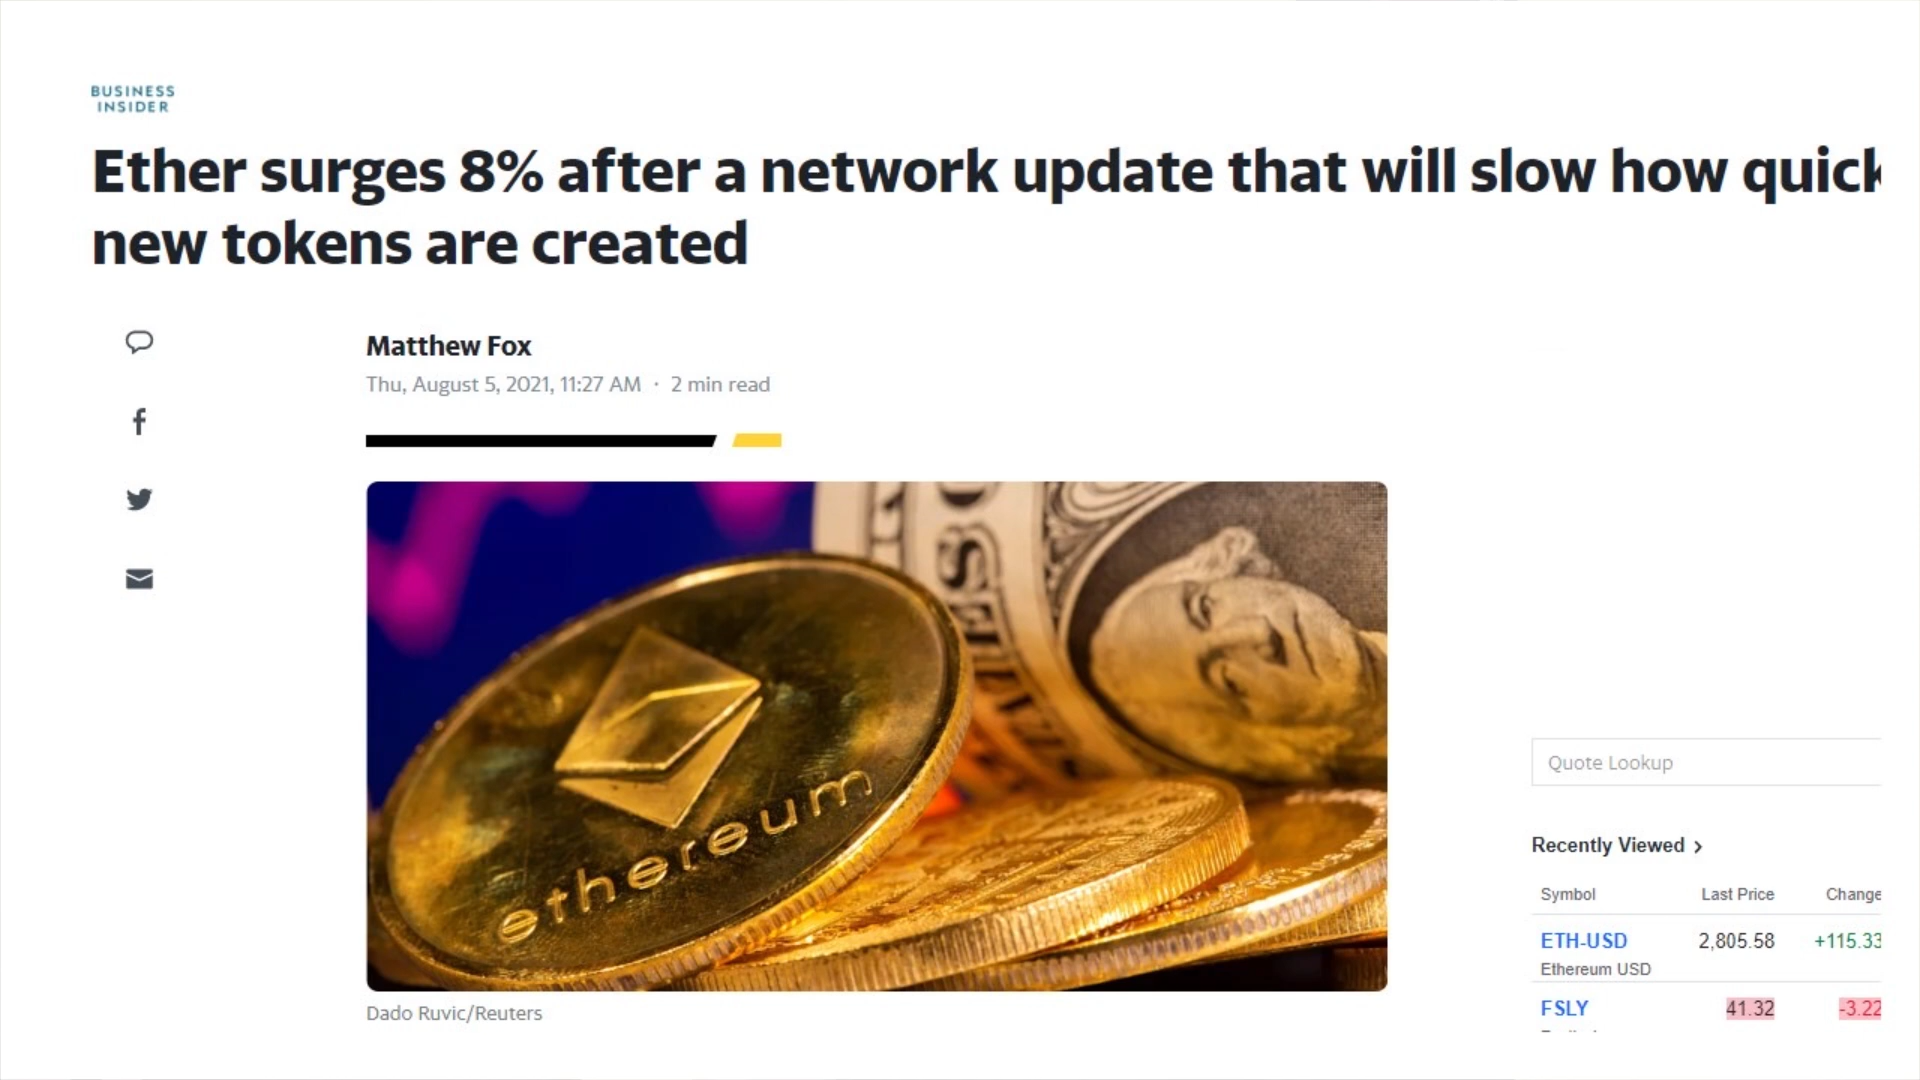 BUSINESS
INSIDER
Ether surges 8% after a network update that will slow how quick
new tokens are created
Matthew Fox
Thu, August 5, 2021, 11:27 AM · 2 min read
ethereum
Dado Ruvic/Reuters
Quote Lookup
Recently Viewed >
Symbol Last Price Change
ETH-USD 2,805.58 +115.33
Ethereum USD
FSLY 41.32 -3.22